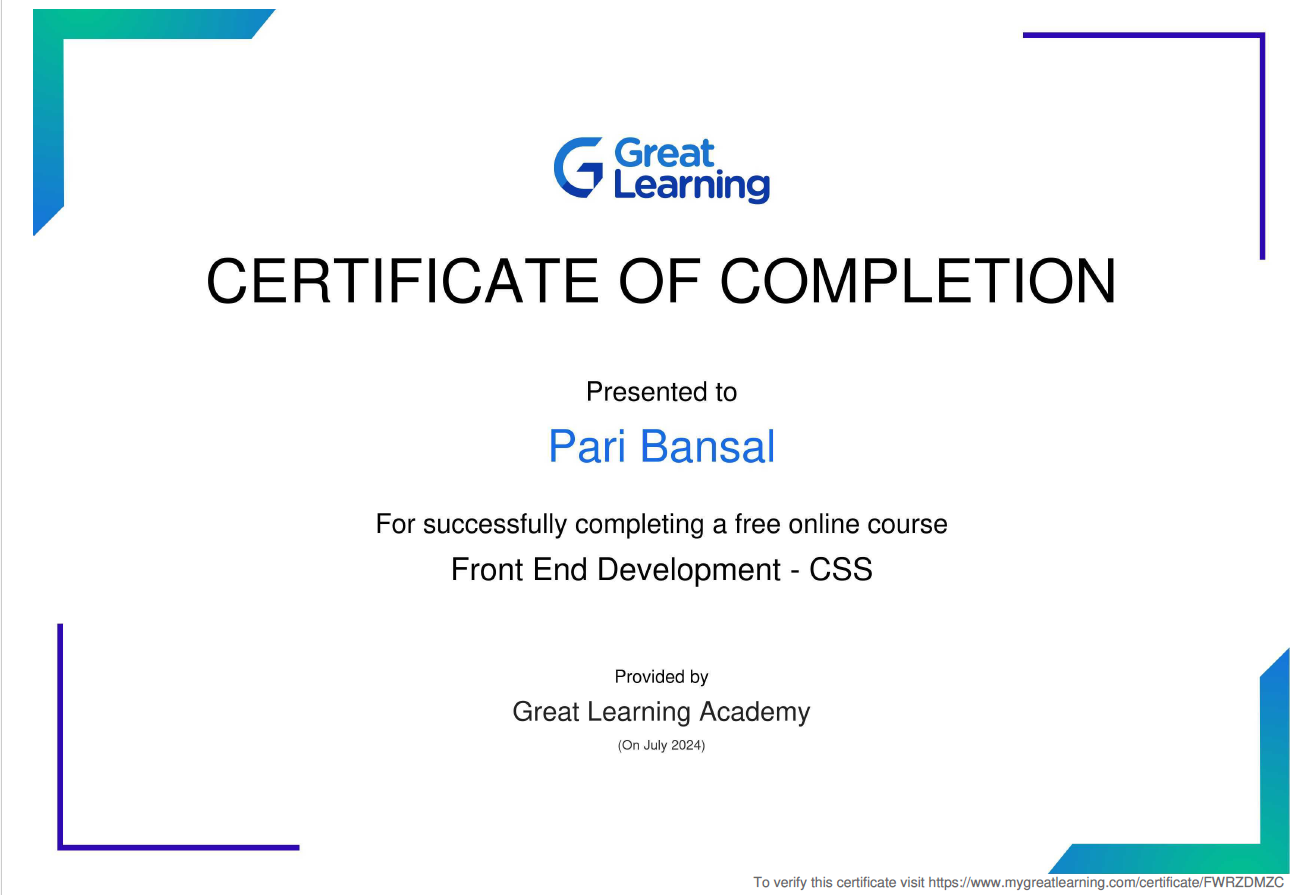 Great
Learning
CERTIFICATE OF COMPLETION
Presented to
Pari Bansal
For successfully completing a free online course
Front End Development - CSS
Provided by
Great Learning Academy
(On July 2024)
To verify this certificate visit https://www.mygreatlearning.com/certificate/FWRZDMZC